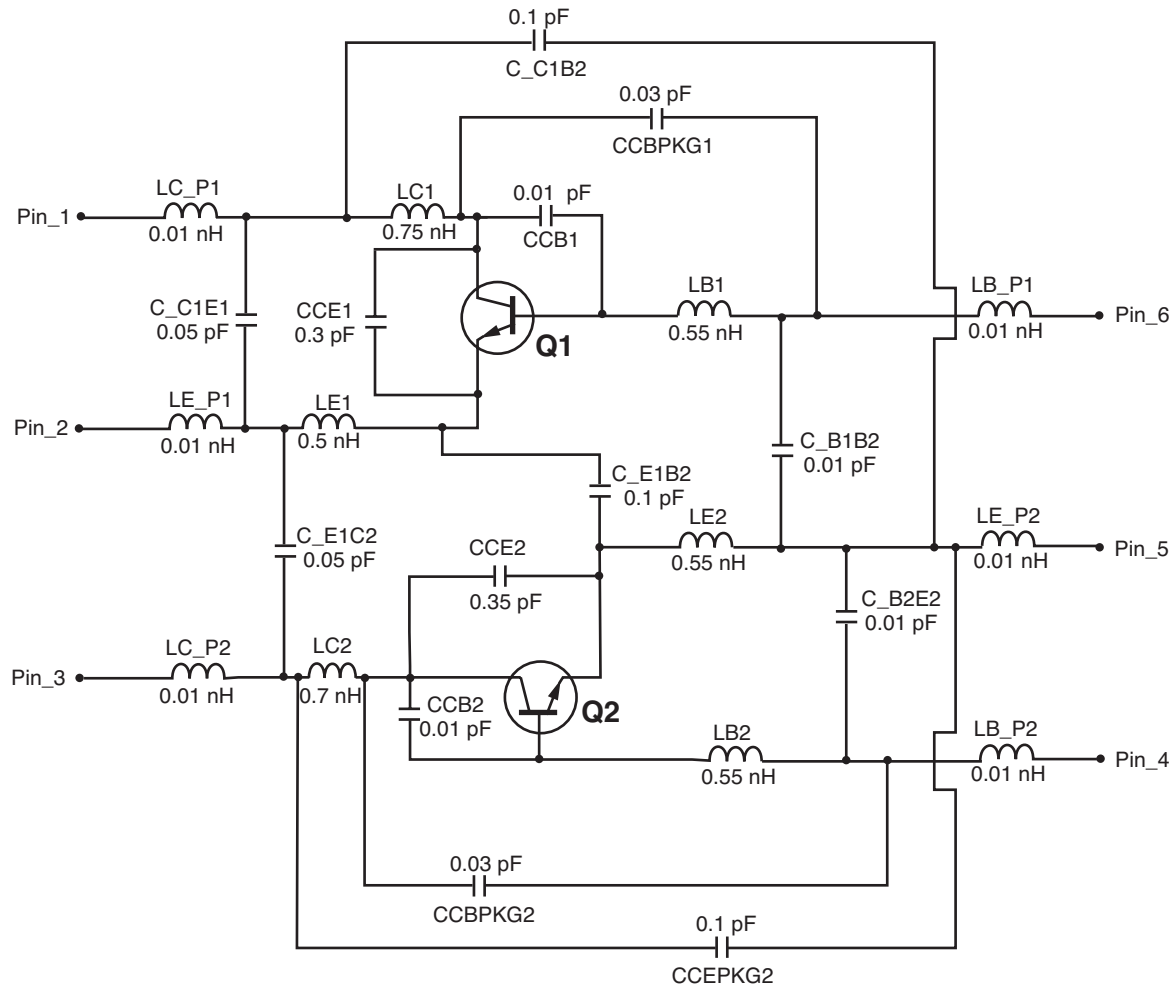 0.1 pF
C_C1B2
0.03 pF
CCBPKG1
LC_P1
0.01 nH
LC1
0.75 nH
0.01 pF
CCB1
Pin_1
C_C1E1
0.05 pF
CCE1
0.3 pF
Q1
LB1
0.55 nH
LB_P1
0.01 nH
Pin_6
LE_P1
0.01 nH
LE1
0.5 nH
Pin_2
C_B1B2
0.01 pF
C_E1B2
0.1 pF
C_E1C2
0.05 pF
LE2
0.55 nH
LE_P2
0.01 nH
Pin_5
CCE2
0.35 pF
C_B2E2
0.01 pF
LC_P2
0.01 nH
LC2
0.7 nH
Pin_3
CCB2
0.01 pF
Q2
LB2
0.55 nH
LB_P2
0.01 nH
Pin_4
0.03 pF
CCBPKG2
0.1 pF
CCEPKG2